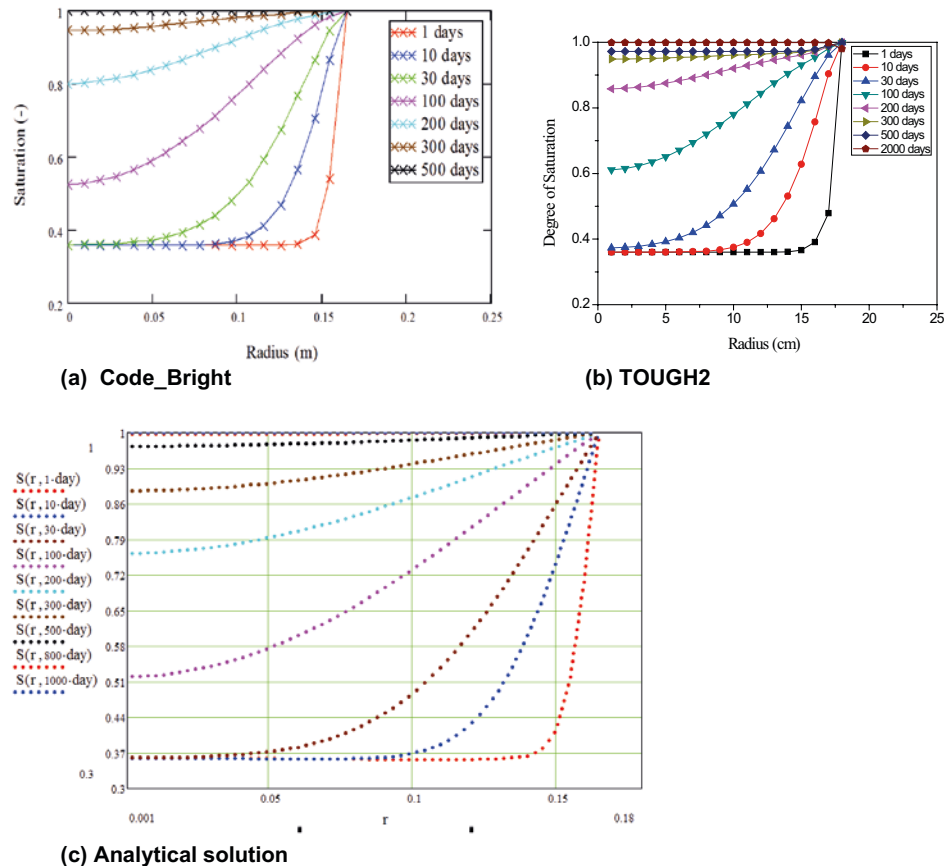 1
0.8
0.6
0.4
0.2
Saturation (-)
0
0.05
0.1
0.15
0.2
0.25
Radius (m)
1 days
10 days
30 days
100 days
200 days
300 days
500 days
(a) Code_Bright
1.0
0.8
0.6
0.4
0.2
Degree of Saturation
0
5
10
15
20
25
Radius (cm)
1 days
10 days
30 days
100 days
200 days
300 days
500 days
2000 days
(b) TOUGH2
1
S(r,1·day)
S(r,10·day)
S(r,30·day)
S(r,100·day)
S(r,200·day)
S(r,300·day)
S(r,500·day)
S(r,800·day)
S(r,1000·day)
0.3
1
0.93
0.86
0.79
0.72
0.65
0.58
0.51
0.44
0.37
0.3
0.001
0.05
0.1
0.15
0.18
r
(c) Analytical solution